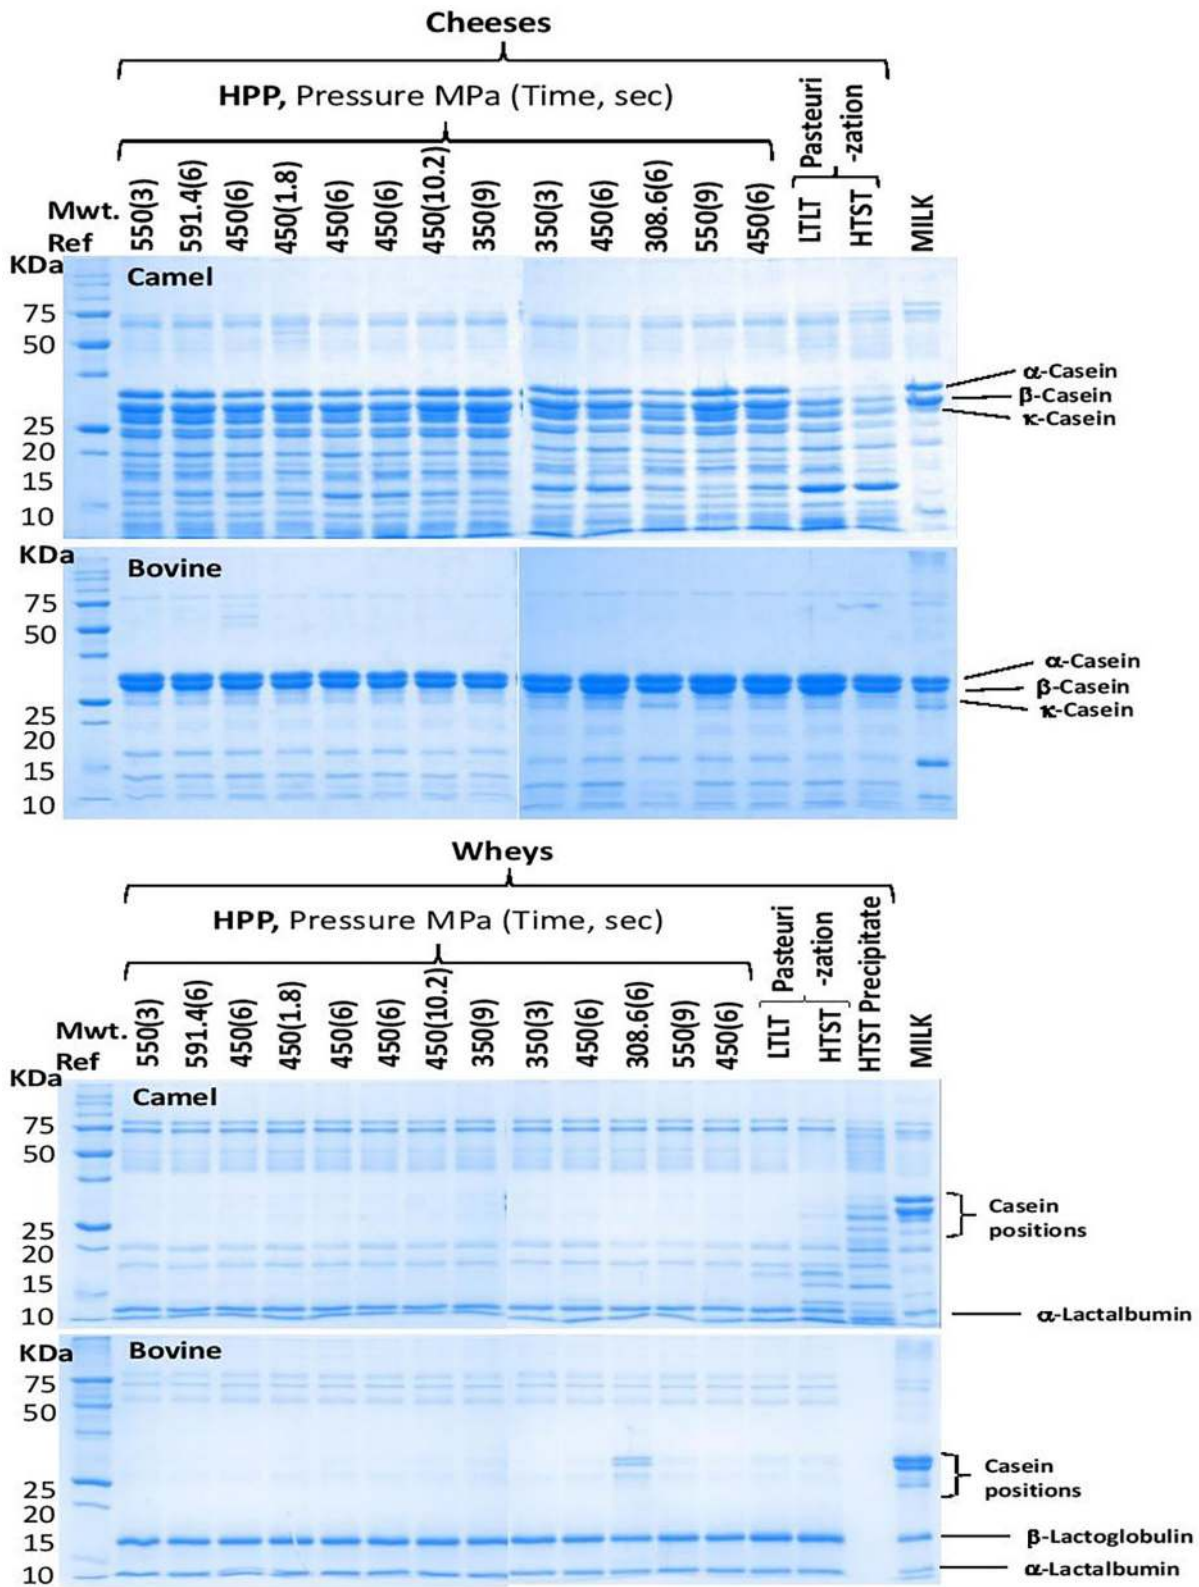 Cheeses
HPP, Pressure MPa (Time, sec)
Pasteuri
-zation
Mwt.
Ref
550(3)
591.4(6)
450(6)
450(1.8)
450(6)
450(6)
450(10.2)
350(9)
350(3)
450(6)
308.6(6)
550(9)
450(6)
LTLT
HTST
MILK
KDa
Camel
75
50
25
20
15
10
α-Casein
β-Casein
κ-Casein
KDa
Bovine
75
50
25
20
15
10
α-Casein
β-Casein
κ-Casein
Wheys
HPP, Pressure MPa (Time, sec)
Pasteuri
-zation
Mwt.
Ref
550(3)
591.4(6)
450(6)
450(1.8)
450(6)
450(6)
450(10.2)
350(9)
350(3)
450(6)
308.6(6)
550(9)
450(6)
LTLT
HTST
HTST Precipitate
MILK
KDa
Camel
75
50
25
20
15
10
Casein
positions
α-Lactalbumin
KDa
Bovine
75
50
25
20
15
10
Casein
positions
β-Lactoglobulin
α-Lactalbumin